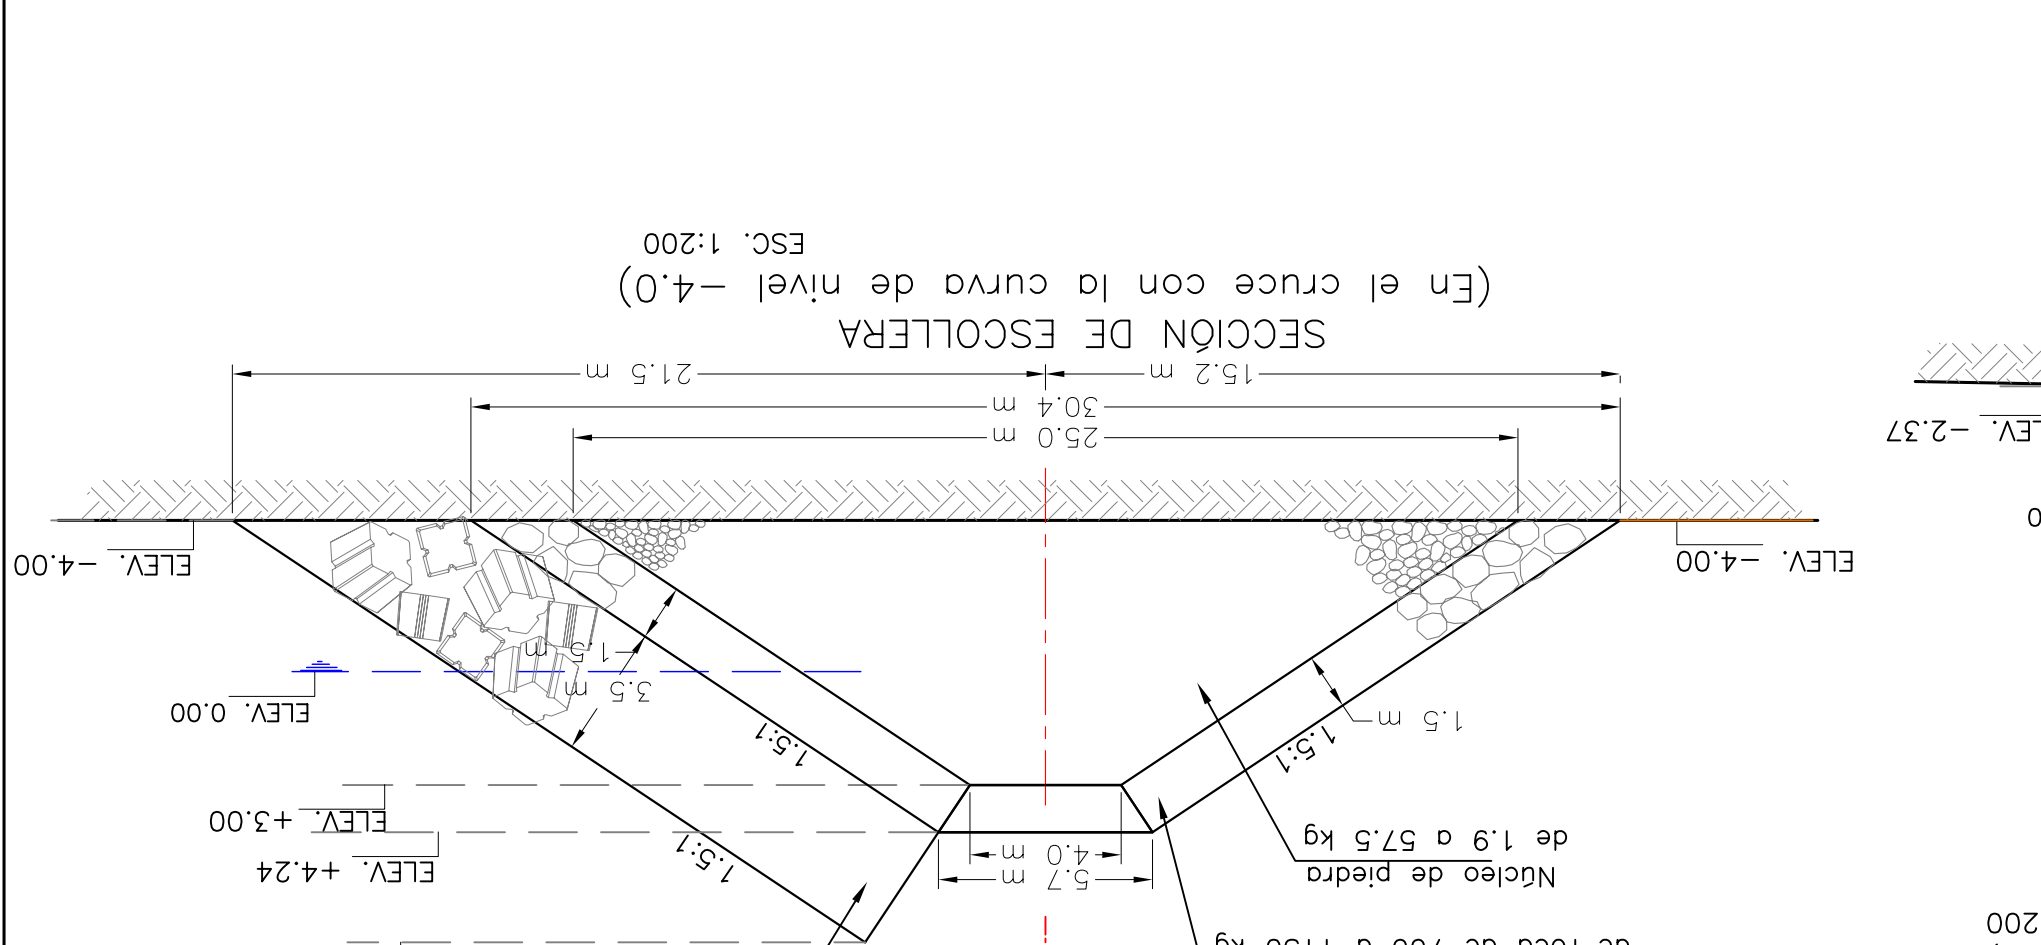 200
5.7 m
4.0 m
Núcleo de piedra
de 1.9 a 57.5 kg
ELEV. +4.24
ELEV. +3.00
1.5:1
1.5:1
1.5:1
1.5 m
3.5 m
1.5 m
ELEV. 0.00
ELEV. -4.00
ELEV. -4.00
0
ELEV. -2.37
25.0 m
30.4 m
15.2 m
21.5 m
SECCIÓN DE ESCOLLERA
(En el cruce con la curva de nivel -4.0)
ESC. 1:200